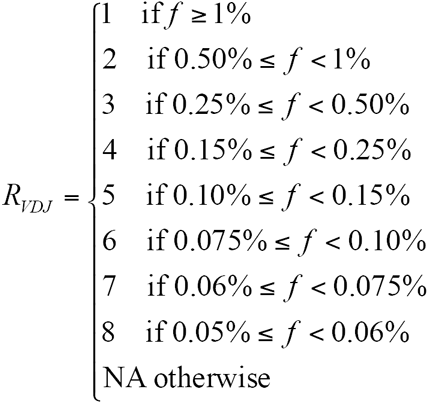 1 if f ≥ 1%
2 if 0.50% ≤ f < 1%
3 if 0.25% ≤ f < 0.50%
4 if 0.15% ≤ f < 0.25%
R_VDJ = { 5 if 0.10% ≤ f < 0.15%
6 if 0.075% ≤ f < 0.10%
7 if 0.06% ≤ f < 0.075%
8 if 0.05% ≤ f < 0.06%
NA otherwise